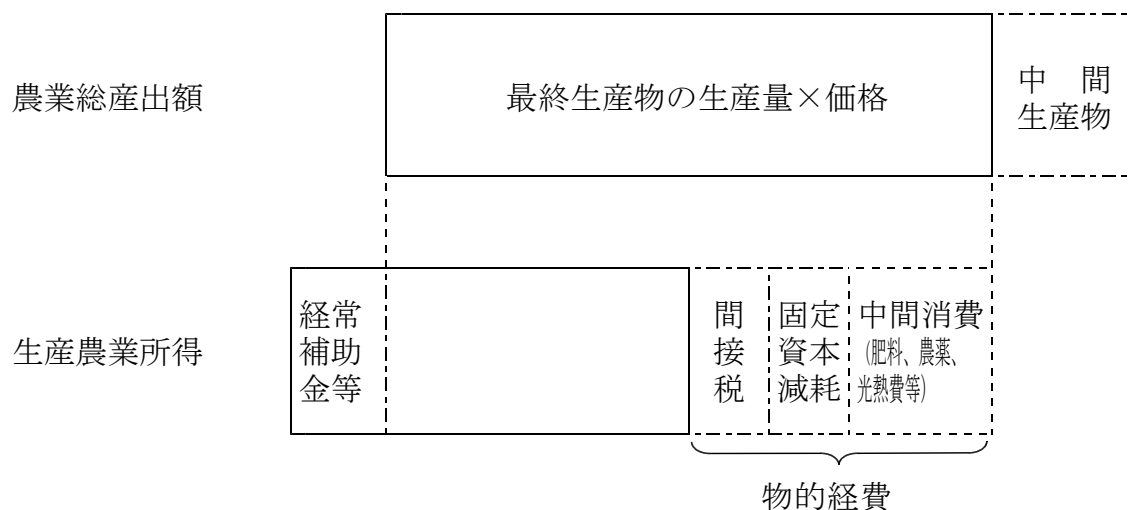 農業総産出額
最終生産物の生産量×価格
中　間
生産物
生産農業所得
経常
補助
金等
間
接
税
固定
資本
減耗
中間消費
(肥料、農薬、
光熱費等)
物的経費